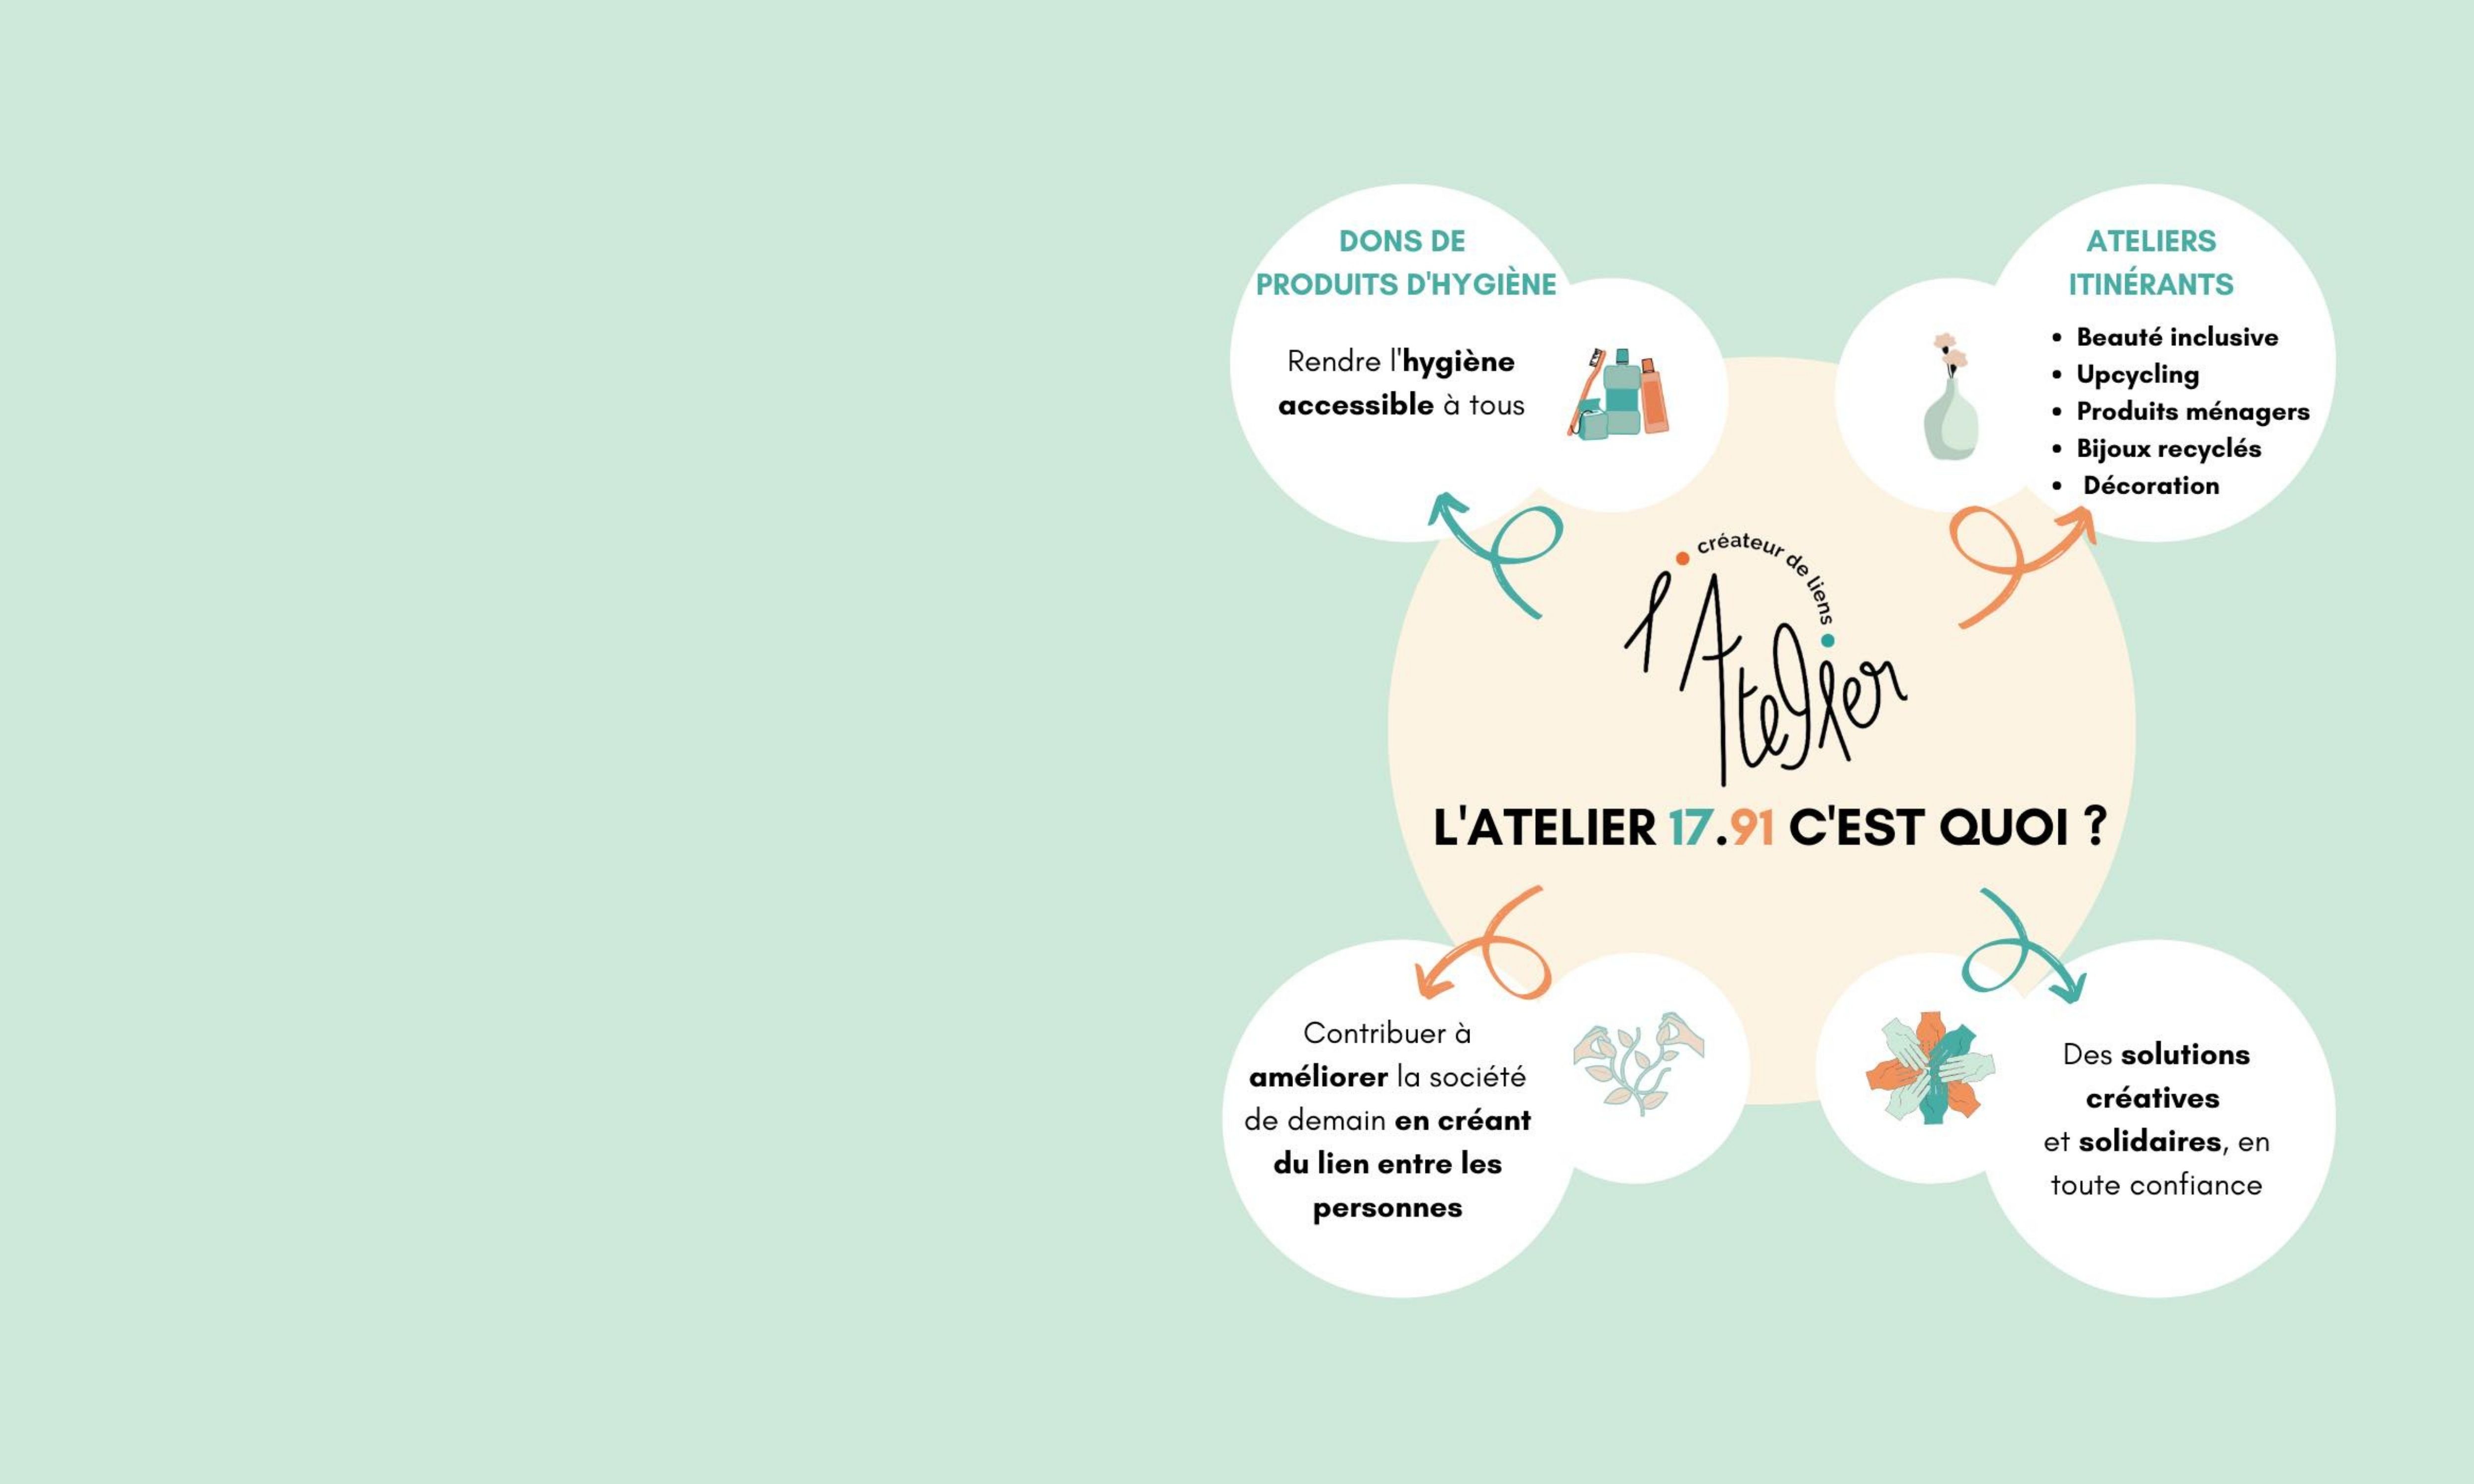 DONS DE
PRODUITS D'HYGIÈNE
Rendre l'hygiène
accessible à tous
ATELIERS
ITINÉRANTS
• Beauté inclusive
• Upcycling
• Produits ménagers
• Bijoux recyclés
• Décoration
créateur de liens
l'Atelier
L'ATELIER 17.91 C'EST QUOI ?
Contribuer à
améliorer la société
de demain en créant
du lien entre les
personnes
Des solutions
créatives
et solidaires, en
toute confiance